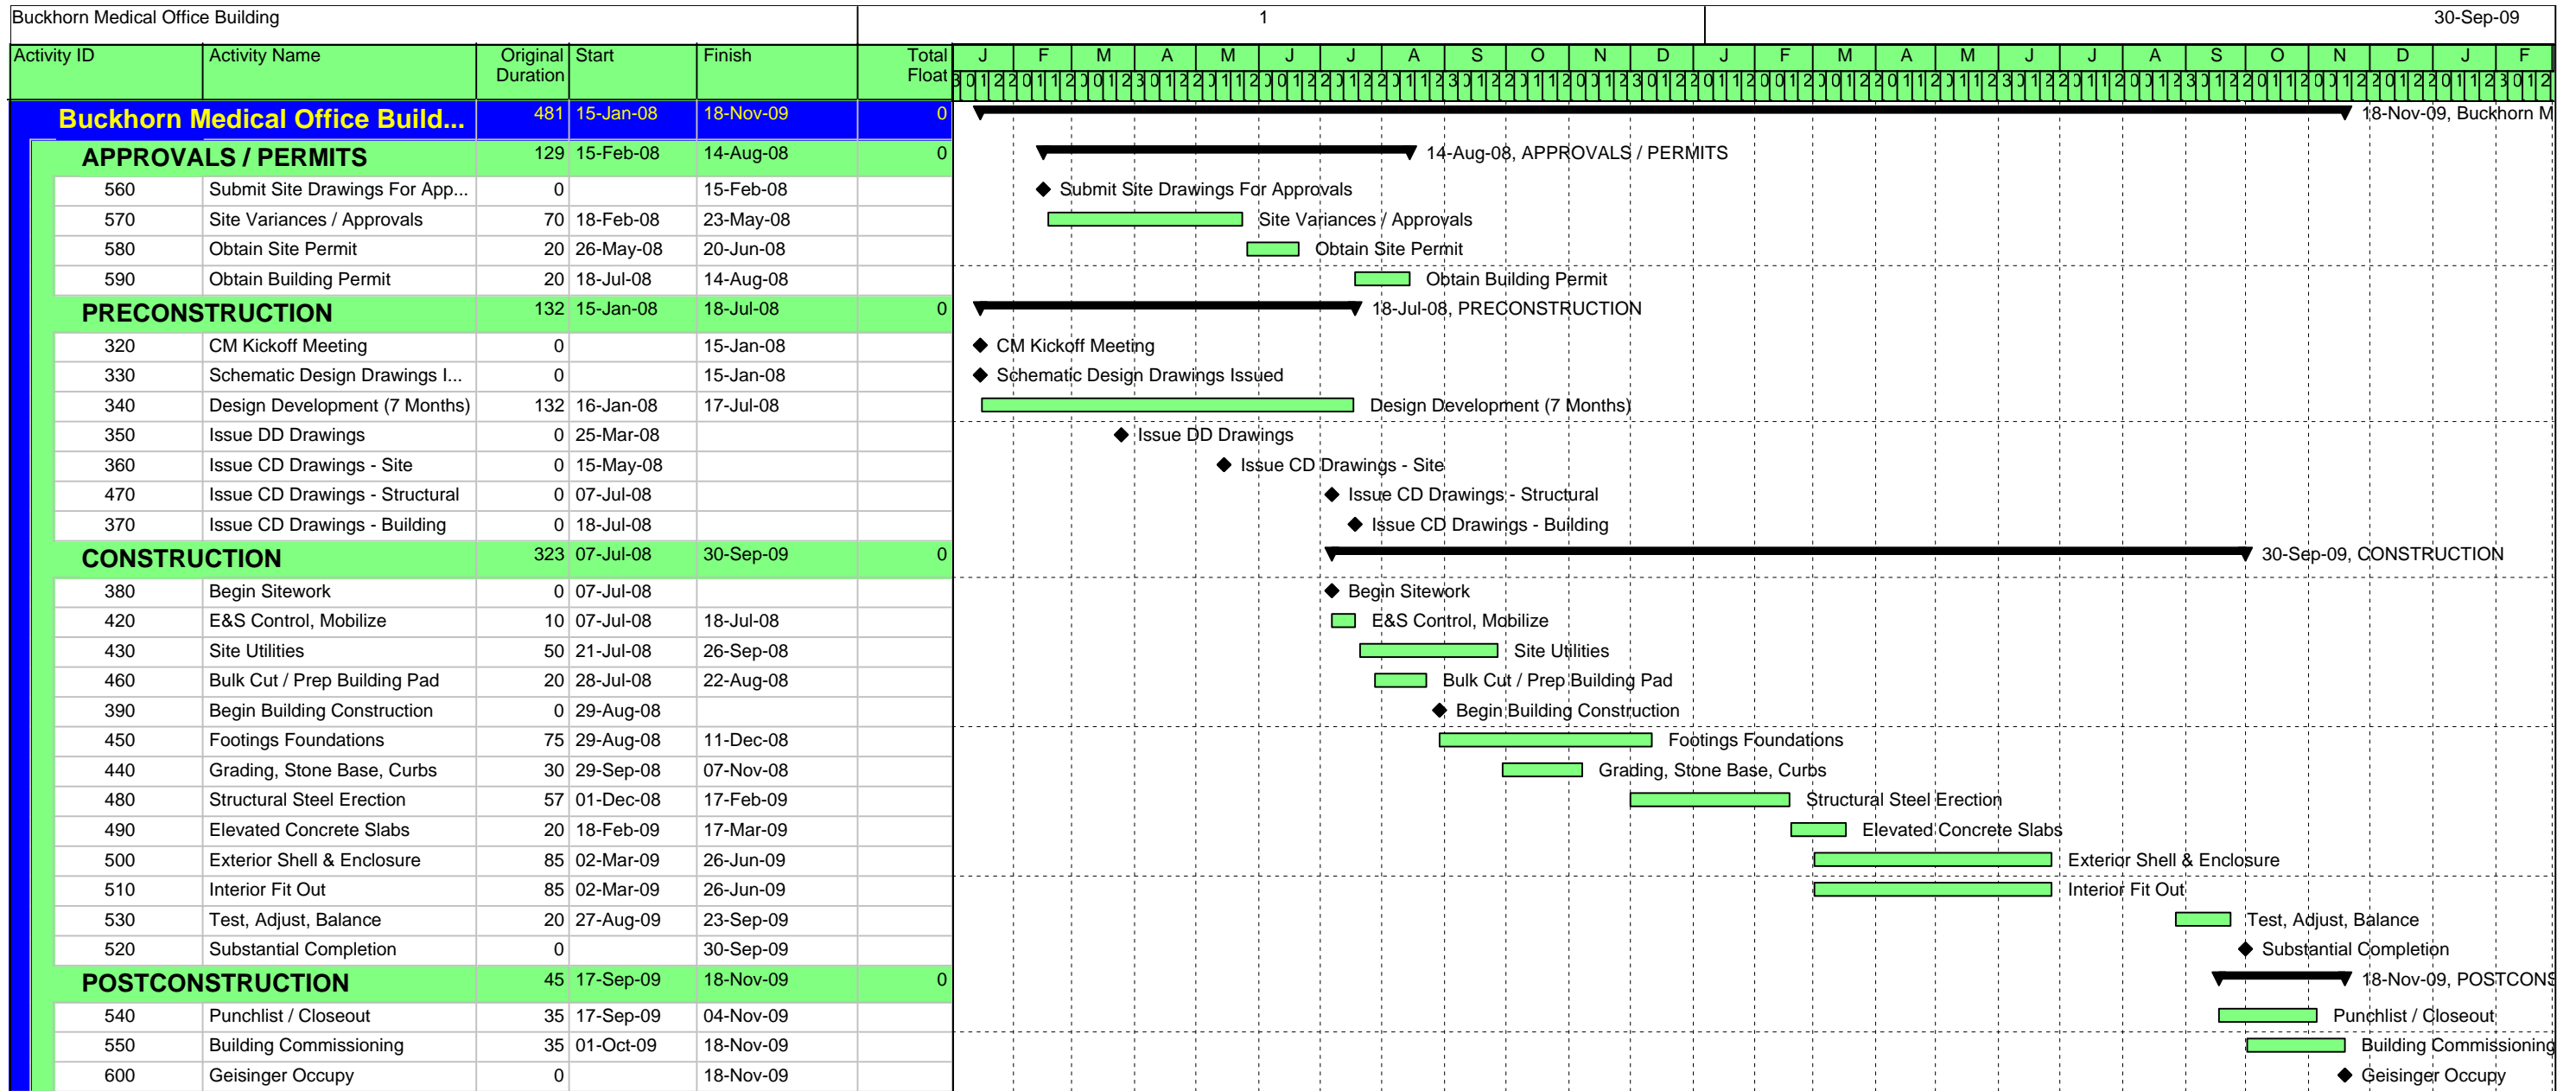 Buckhorn Medical Office Building 1 30-Sep-09
Activity ID Activity Name Original Duration Start Finish Total Float J F M A M J J A S O N D J F M A M J J A S O N D J F
Buckhorn Medical Office Build... 481 15-Jan-08 18-Nov-09 0 18-Nov-09, Buckhorn M
APPROVALS / PERMITS 129 15-Feb-08 14-Aug-08 0 14-Aug-08, APPROVALS / PERMITS
560 Submit Site Drawings For App... 0 15-Feb-08 Submit Site Drawings For Approvals
570 Site Variances / Approvals 70 18-Feb-08 23-May-08 Site Variances / Approvals
580 Obtain Site Permit 20 26-May-08 20-Jun-08 Obtain Site Permit
590 Obtain Building Permit 20 18-Jul-08 14-Aug-08 Obtain Building Permit
PRECONSTRUCTION 132 15-Jan-08 18-Jul-08 0 18-Jul-08, PRECONSTRUCTION
320 CM Kickoff Meeting 0 15-Jan-08 CM Kickoff Meeting
330 Schematic Design Drawings I... 0 15-Jan-08 Schematic Design Drawings Issued
340 Design Development (7 Months) 132 16-Jan-08 17-Jul-08 Design Development (7 Months)
350 Issue DD Drawings 0 25-Mar-08 Issue DD Drawings
360 Issue CD Drawings - Site 0 15-May-08 Issue CD Drawings - Site
470 Issue CD Drawings - Structural 0 07-Jul-08 Issue CD Drawings - Structural
370 Issue CD Drawings - Building 0 18-Jul-08 Issue CD Drawings - Building
CONSTRUCTION 323 07-Jul-08 30-Sep-09 0 30-Sep-09, CONSTRUCTION
380 Begin Sitework 0 07-Jul-08 Begin Sitework
420 E&S Control, Mobilize 10 07-Jul-08 18-Jul-08 E&S Control, Mobilize
430 Site Utilities 50 21-Jul-08 26-Sep-08 Site Utilities
460 Bulk Cut / Prep Building Pad 20 28-Jul-08 22-Aug-08 Bulk Cut / Prep Building Pad
390 Begin Building Construction 0 29-Aug-08 Begin Building Construction
450 Footings Foundations 75 29-Aug-08 11-Dec-08 Footings Foundations
440 Grading, Stone Base, Curbs 30 29-Sep-08 07-Nov-08 Grading, Stone Base, Curbs
480 Structural Steel Erection 57 01-Dec-08 17-Feb-09 Structural Steel Erection
490 Elevated Concrete Slabs 20 18-Feb-09 17-Mar-09 Elevated Concrete Slabs
500 Exterior Shell & Enclosure 85 02-Mar-09 26-Jun-09 Exterior Shell & Enclosure
510 Interior Fit Out 85 02-Mar-09 26-Jun-09 Interior Fit Out
530 Test, Adjust, Balance 20 27-Aug-09 23-Sep-09 Test, Adjust, Balance
520 Substantial Completion 0 30-Sep-09 Substantial Completion
POSTCONSTRUCTION 45 17-Sep-09 18-Nov-09 0 18-Nov-09, POSTCONS
540 Punchlist / Closeout 35 17-Sep-09 04-Nov-09 Punchlist / Closeout
550 Building Commissioning 35 01-Oct-09 18-Nov-09 Building Commissioning
600 Geisinger Occupy 0 18-Nov-09 Geisinger Occupy